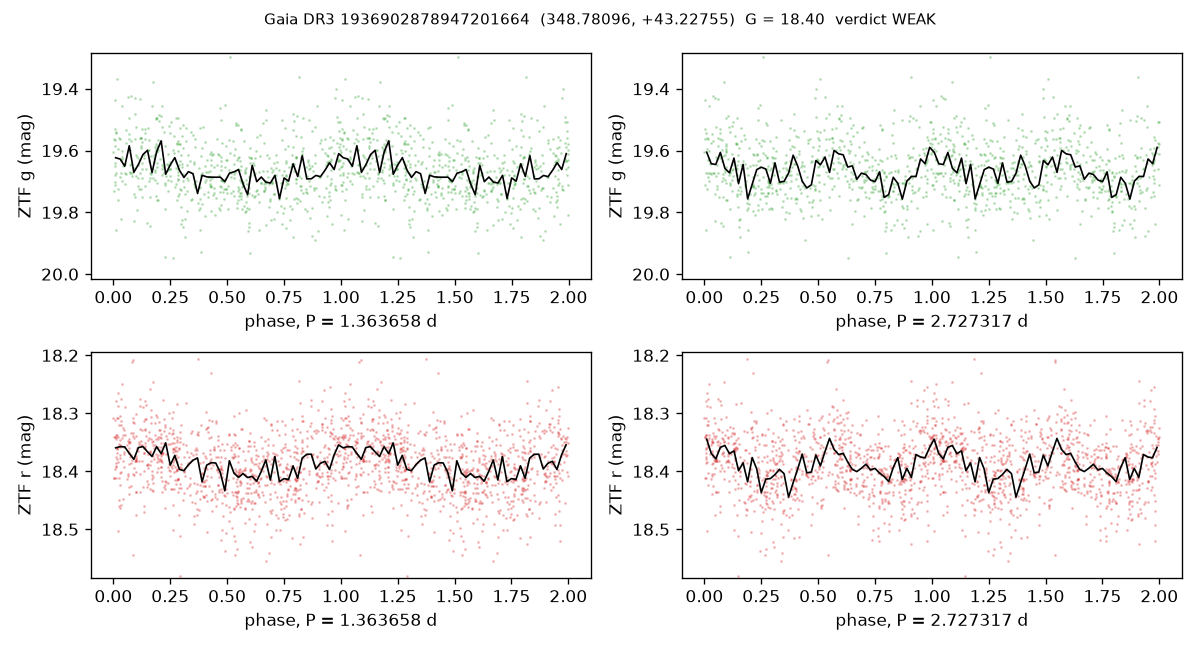 Gaia DR3 1936902878947201664 (348.78096, +43.22755) G = 18.40 verdict WEAK
ZTF g (mag)
19.4
19.6
19.8
20.0
0.00 0.25 0.50 0.75 1.00 1.25 1.50 1.75 2.00
phase, P = 1.363658 d
ZTF g (mag)
19.4
19.6
19.8
20.0
0.00 0.25 0.50 0.75 1.00 1.25 1.50 1.75 2.00
phase, P = 2.727317 d
ZTF r (mag)
18.2
18.3
18.4
18.5
0.00 0.25 0.50 0.75 1.00 1.25 1.50 1.75 2.00
phase, P = 1.363658 d
ZTF r (mag)
18.2
18.3
18.4
18.5
0.00 0.25 0.50 0.75 1.00 1.25 1.50 1.75 2.00
phase, P = 2.727317 d